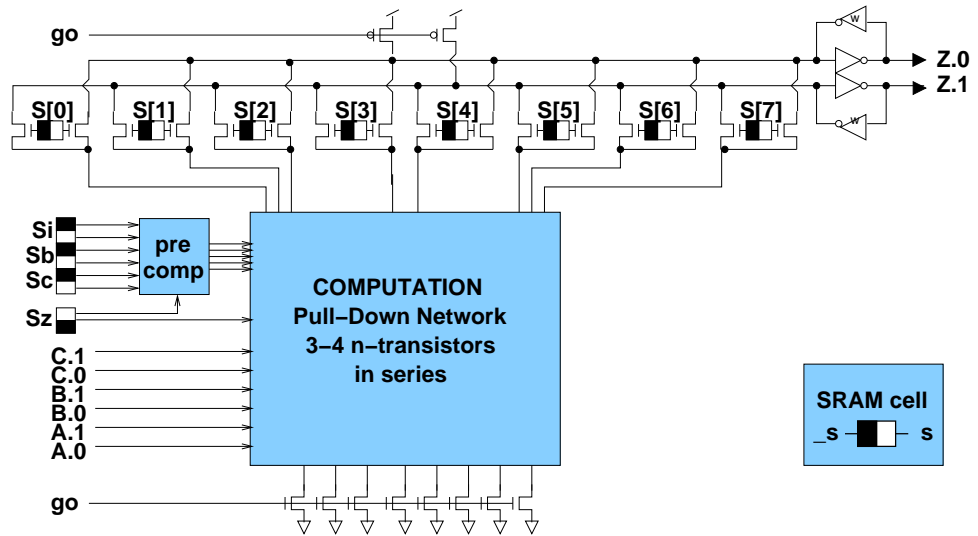 go
w
Z.0
Z.1
S[0] S[1] S[2] S[3] S[4] S[5] S[6] S[7]
w
Si
Sb
Sc
Sz
pre
comp
COMPUTATION
Pull–Down Network
3–4 n–transistors
in series
C.1
C.0
B.1
B.0
A.1
A.0
SRAM cell
_s s
go